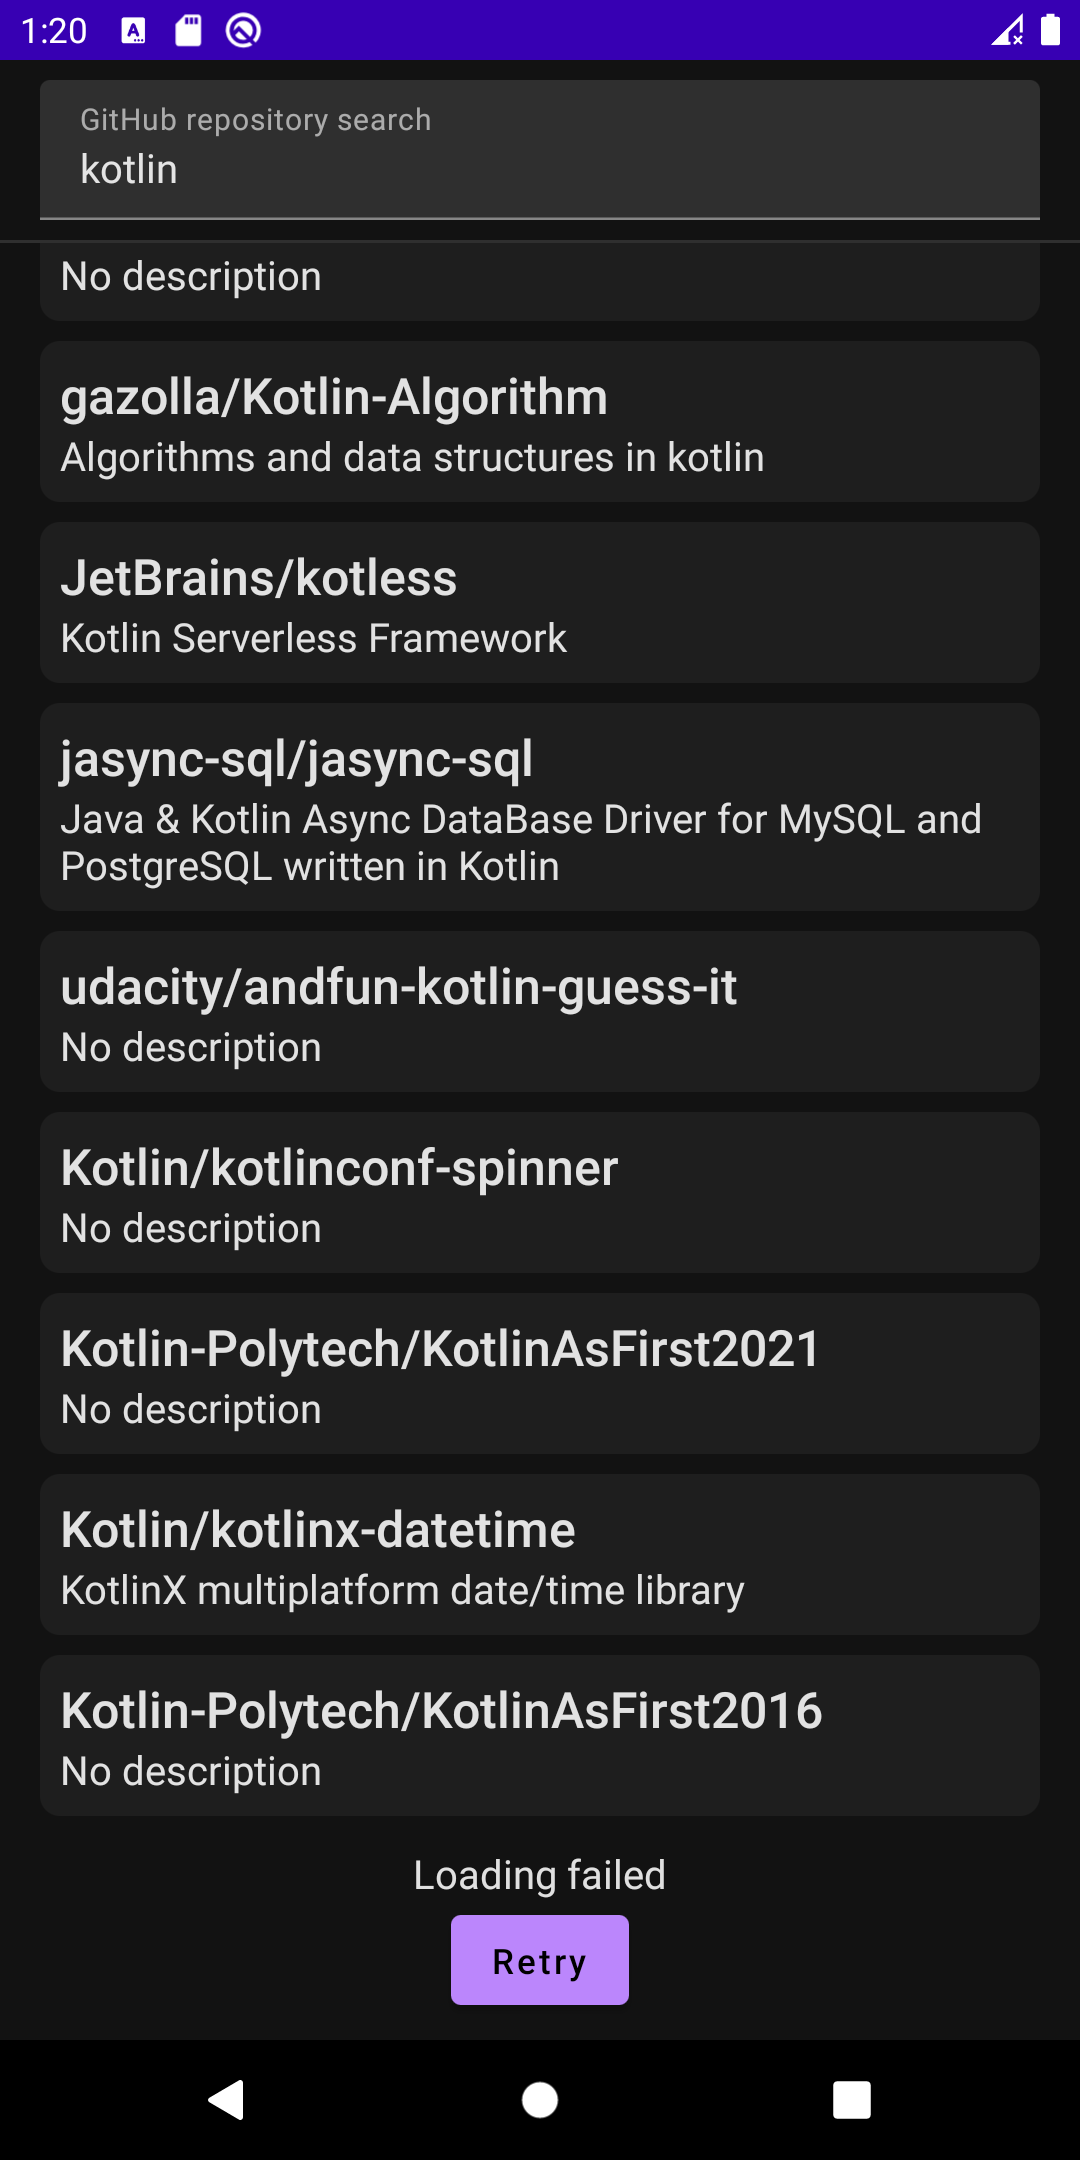 1:20
GitHub repository search
kotlin
No description
gazolla/Kotlin-Algorithm
Algorithms and data structures in kotlin
JetBrains/kotless
Kotlin Serverless Framework
jasync-sql/jasync-sql
Java & Kotlin Async DataBase Driver for MySQL and
PostgreSQL written in Kotlin
udacity/andfun-kotlin-guess-it
No description
Kotlin/kotlinconf-spinner
No description
Kotlin-Polytech/KotlinAsFirst2021
No description
Kotlin/kotlinx-datetime
KotlinX multiplatform date/time library
Kotlin-Polytech/KotlinAsFirst2016
No description
Loading failed
Retry